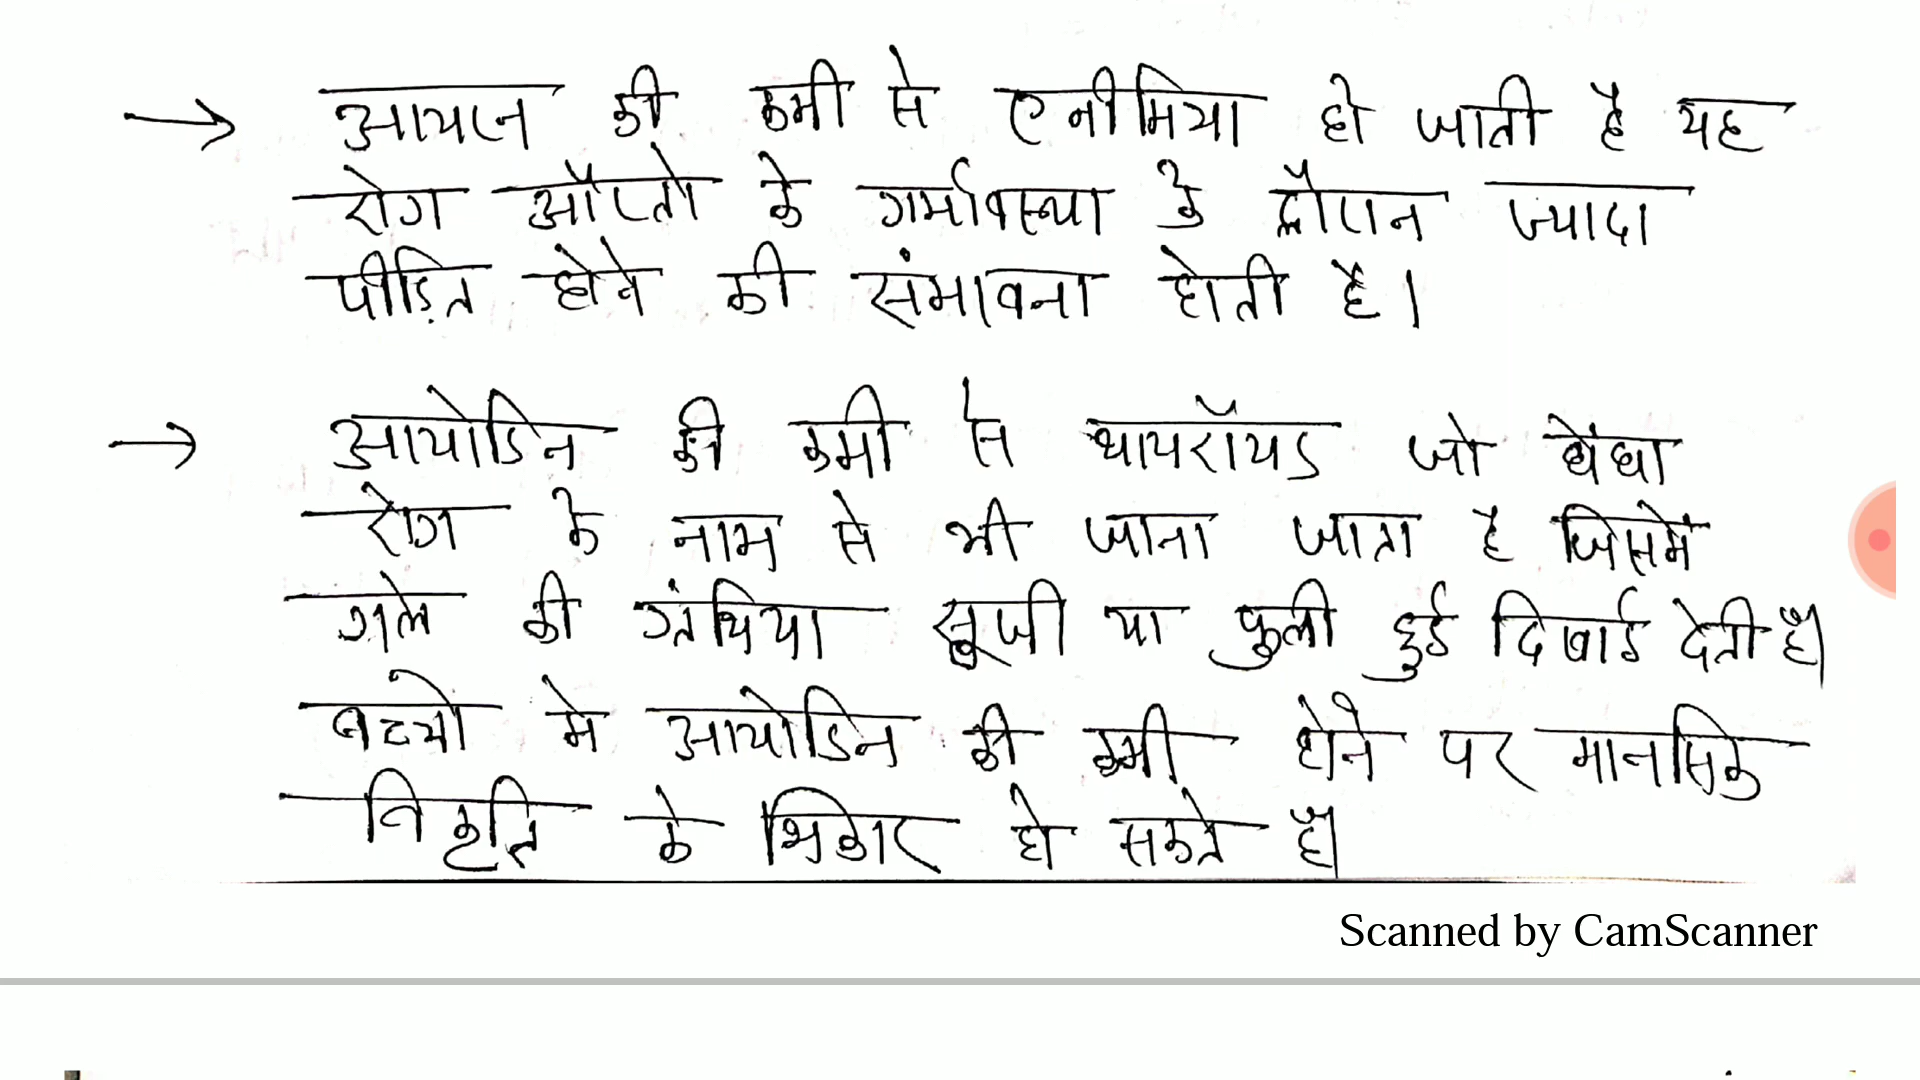 → आयरन की कमी से एनीमिया हो जाती है यह
रोग औरतो के गर्भावस्था के दौरान ज्यादा
पीड़ित होने की संभावना होती है।
→ आयोडिन की कमी से थायरॉयड जो घेघा
रोग के नाम से भी जाना जाता है जिसमें
गले की ग्रंथिया सूजी या फुली हुई दिखाई देती है।
बच्चो मे आयोडिन की कमी होने पर मानसिक
विकृति के शिकार हो सकते है।
Scanned by CamScanner